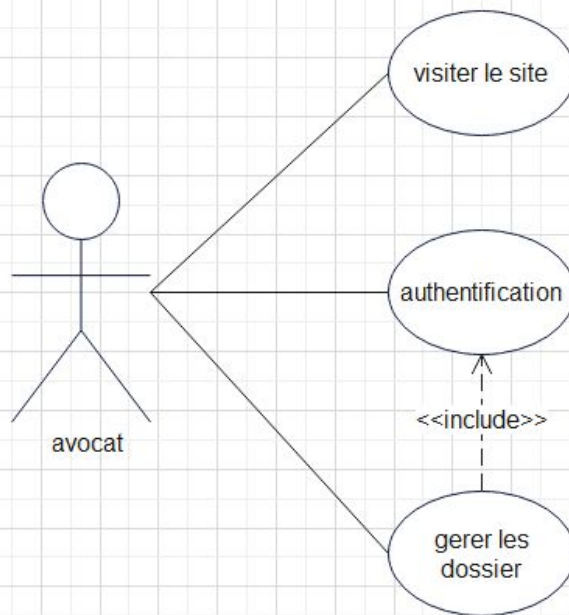 visiter le site
authentification
<<include>>
avocat
gerer les
dossier